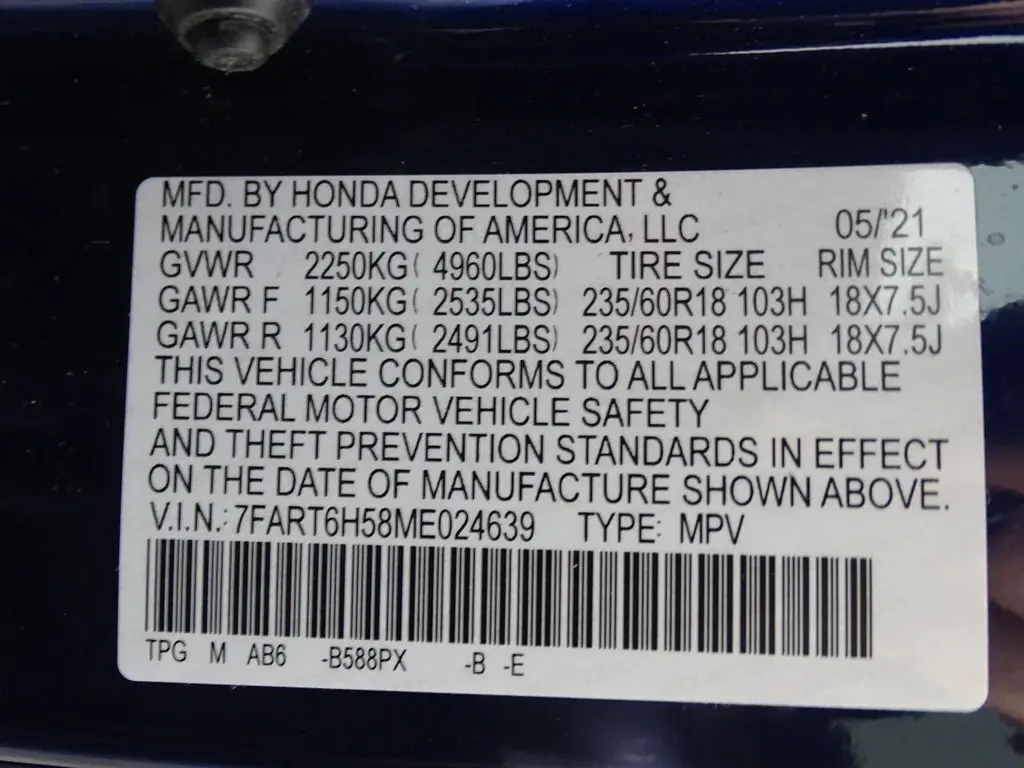 MFD. BY HONDA DEVELOPMENT &
MANUFACTURING OF AMERICA, LLC 05/'21
GVWR 2250KG( 4960LBS) TIRE SIZE RIM SIZE
GAWR F 1150KG( 2535LBS) 235/60R18 103H 18X7.5J
GAWR R 1130KG( 2491LBS) 235/60R18 103H 18X7.5J
THIS VEHICLE CONFORMS TO ALL APPLICABLE
FEDERAL MOTOR VEHICLE SAFETY
AND THEFT PREVENTION STANDARDS IN EFFECT
ON THE DATE OF MANUFACTURE SHOWN ABOVE.
V.I.N.: 7FART6H58ME024639 TYPE: MPV
TPG M AB6 -B588PX -B -E